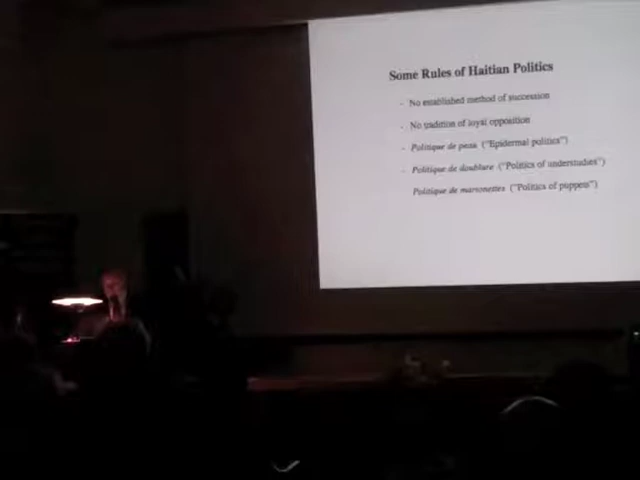 Some Rules of Haitian Politics
- No established method of succession
- No tradition of loyal opposition
- Politique de peau ("Epidermal politics")
- Politique de doublure ("Politics of understudies")
Politique de marionettes ("Politics of puppets")